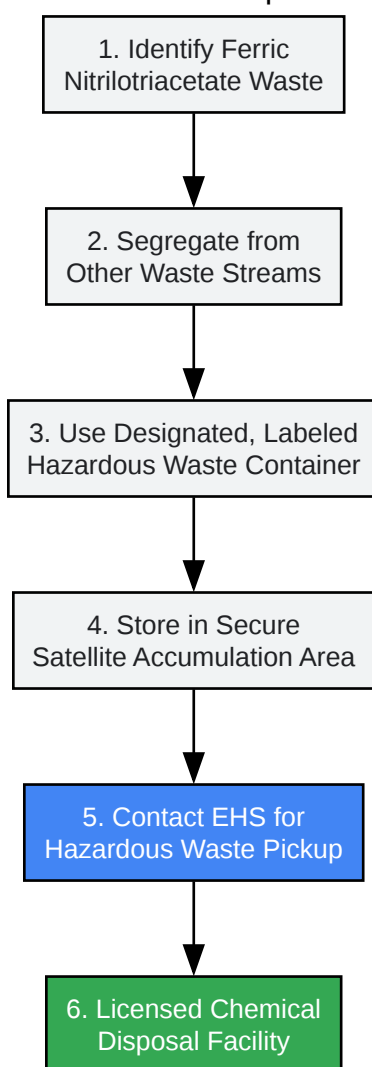 1. Identify Ferric
Nitrilotriacetate Waste
2. Segregate from
Other Waste Streams
3. Use Designated, Labeled
Hazardous Waste Container
4. Store in Secure
Satellite Accumulation Area
5. Contact EHS for
Hazardous Waste Pickup
6. Licensed Chemical
Disposal Facility